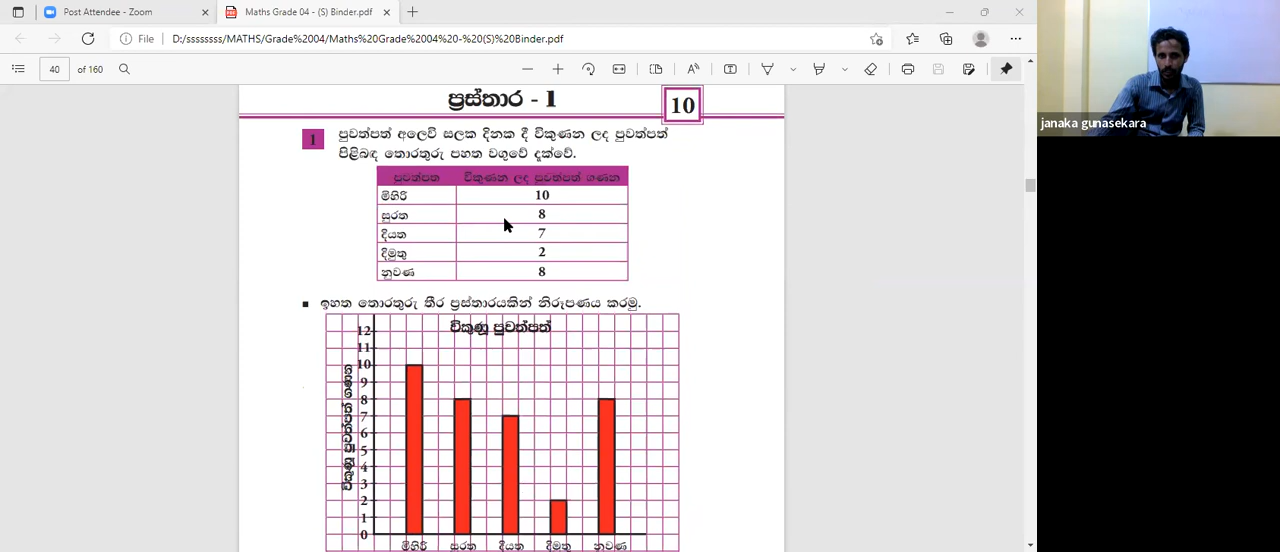 Post Attendee - Zoom
Maths Grade 04 - (S) Binder.pdf
File
D:/ssssssss/MATHS/Grade%2004/Maths%20Grade%2004%20-%20(S)%20Binder.pdf
40 of 160
janaka gunasekara
ප්‍රස්තාර - 1
10
1 පුවත්පත් අලෙවි සලක දිනක දී විකුණන ලද පුවත්පත්
පිළිබඳ තොරතුරු පහත වගුවේ දැක්වේ.
පුවත්පත විකුණන ලද පුවත්පත් ගණන
මිහිරි 10
සුරත 8
දියත 7
දිමුතු 2
නුවණ 8
ඉහත තොරතුරු තීර ප්‍රස්තාරයකින් නිරූපණය කරමු.
විකුණූ පුවත්පත්
විකුණූ පුවත්පත් ගණන
12
11
10
9
8
7
6
5
4
3
2
1
0
මිහිරි සුරත දියත දිමුතු නුවණ